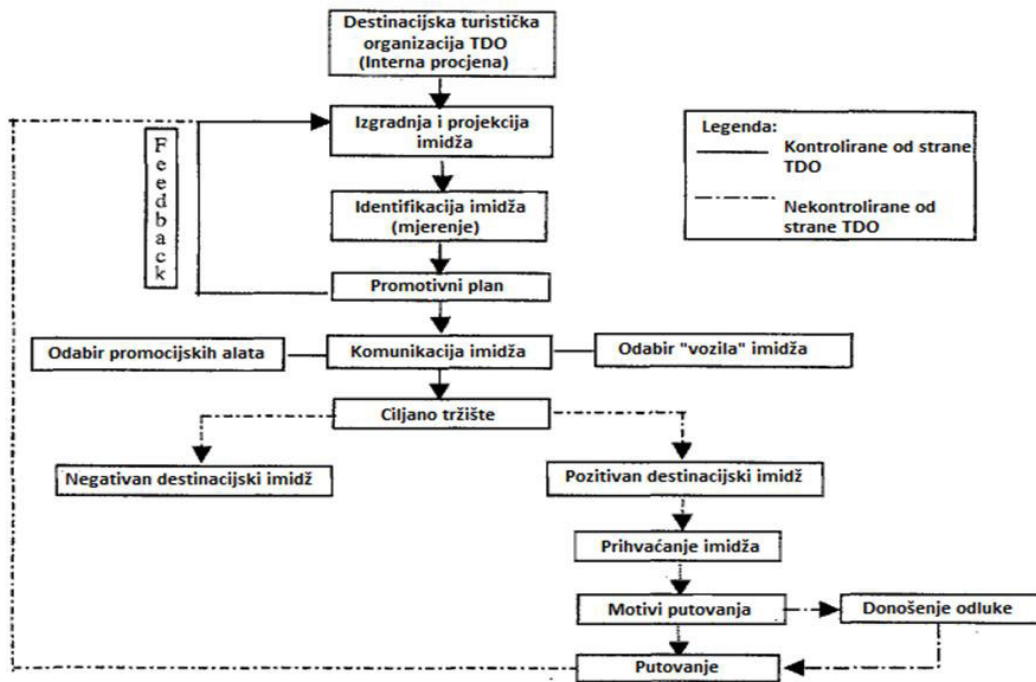 Destinacijska turistička
organizacija TDO
(Interna procjena)
Izgradnja i projekcija
imidža
Legenda:
Kontrolirane od strane
TDO
Nekontrolirane od
strane TDO
Feedback
Identifikacija imidža
(mjerenje)
Promotivni plan
Odabir promocijskih alata
Komunikacija imidža
Odabir "vozila" imidža
Ciljano tržište
Negativan destinacijski imidž
Pozitivan destinacijski imidž
Prihvaćanje imidža
Motivi putovanja
Donošenje odluke
Putovanje